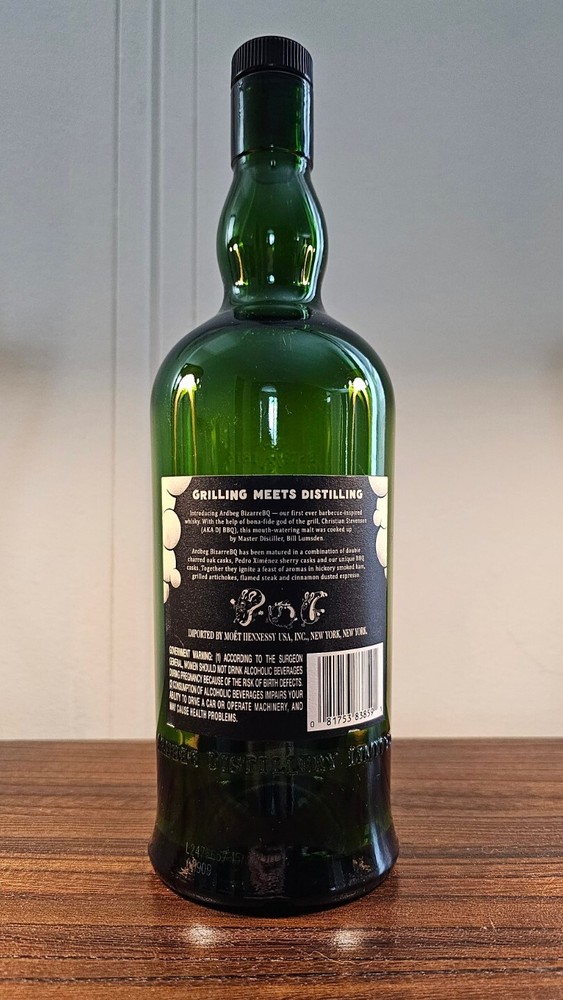 GRILLING MEETS DISTILLING
Introducing Ardbeg BizarreBQ — our first ever barbecue-inspired
whisky. With the help of bona-fide god of the grill, Christian Stevenson
(AKA DJ BBQ), this mouth-watering malt was cooked up
by Master Distiller, Bill Lumsden.
Ardbeg BizarreBQ has been matured in a combination of double
charred oak casks, Pedro Ximénez sherry casks and our unique BBQ
casks. Together they ignite a feast of aromas in hickory smoked ham,
grilled artichokes, flamed steak and cinnamon dusted espresso.
IMPORTED BY MOËT HENNESSY USA, INC., NEW YORK, NEW YORK.
GOVERNMENT WARNING: (1) ACCORDING TO THE SURGEON
GENERAL, WOMEN SHOULD NOT DRINK ALCOHOLIC BEVERAGES
DURING PREGNANCY BECAUSE OF THE RISK OF BIRTH DEFECTS.
(2) CONSUMPTION OF ALCOHOLIC BEVERAGES IMPAIRS YOUR
ABILITY TO DRIVE A CAR OR OPERATE MACHINERY, AND
MAY CAUSE HEALTH PROBLEMS.
0 81753 83859
ARDBEG DISTILLERY LIMITED